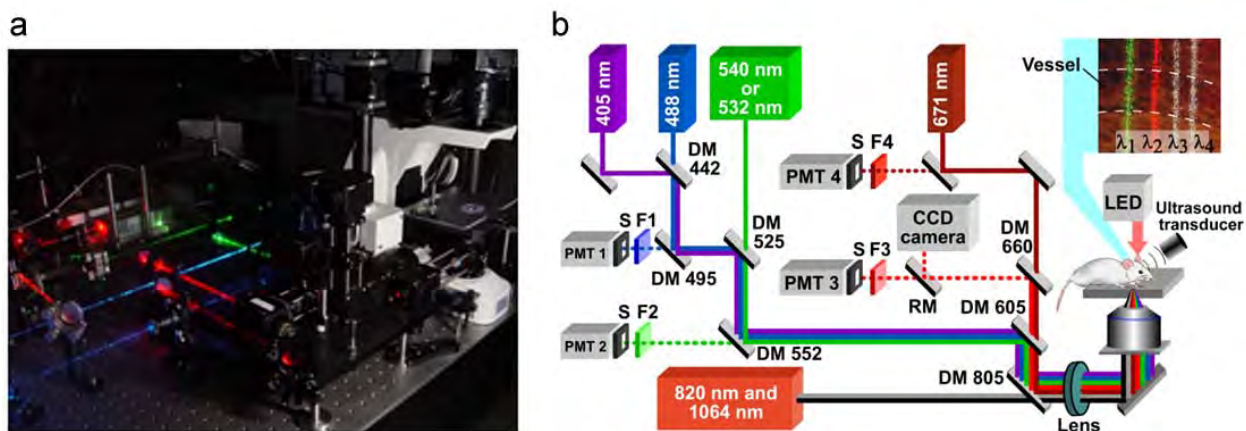 a
b
405 nm
488 nm
540 nm
or
532 nm
671 nm
Vessel
λ1
λ2
λ3
λ4
DM
442
S F4
PMT 4
LED
Ultrasound
transducer
CCD
camera
S F1
PMT 1
DM
525
DM
660
DM 495
S F3
PMT 3
RM
DM 605
S F2
PMT 2
DM 552
820 nm and
1064 nm
DM 805
Lens